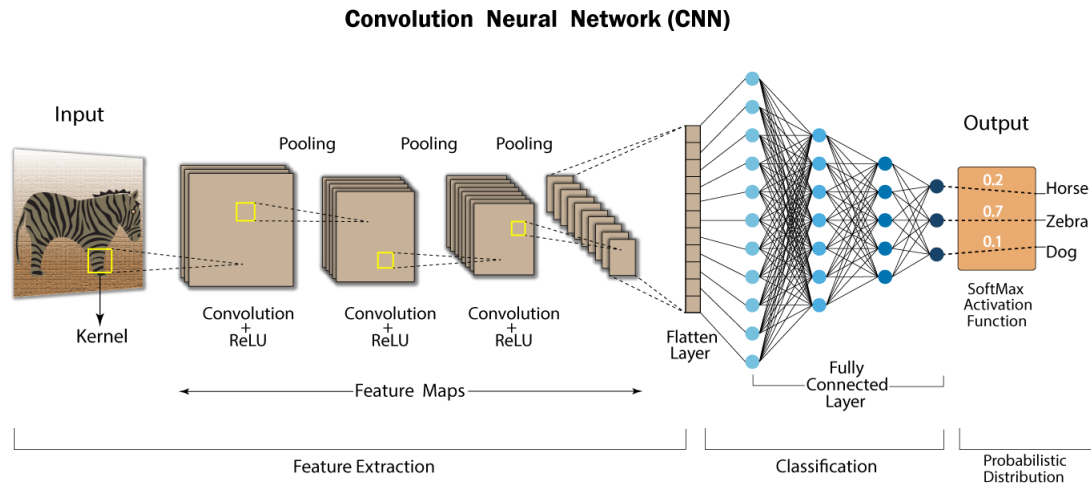 Convolution Neural Network (CNN)
Input
Pooling
Pooling
Pooling
Output
0.2
Horse
0.7
Zebra
0.1
Dog
SoftMax
Activation
Function
Convolution
+
ReLU
Convolution
+
ReLU
Convolution
+
ReLU
Kernel
Flatten
Layer
Fully
Connected
Layer
Feature Maps
Feature Extraction
Classification
Probabilistic
Distribution